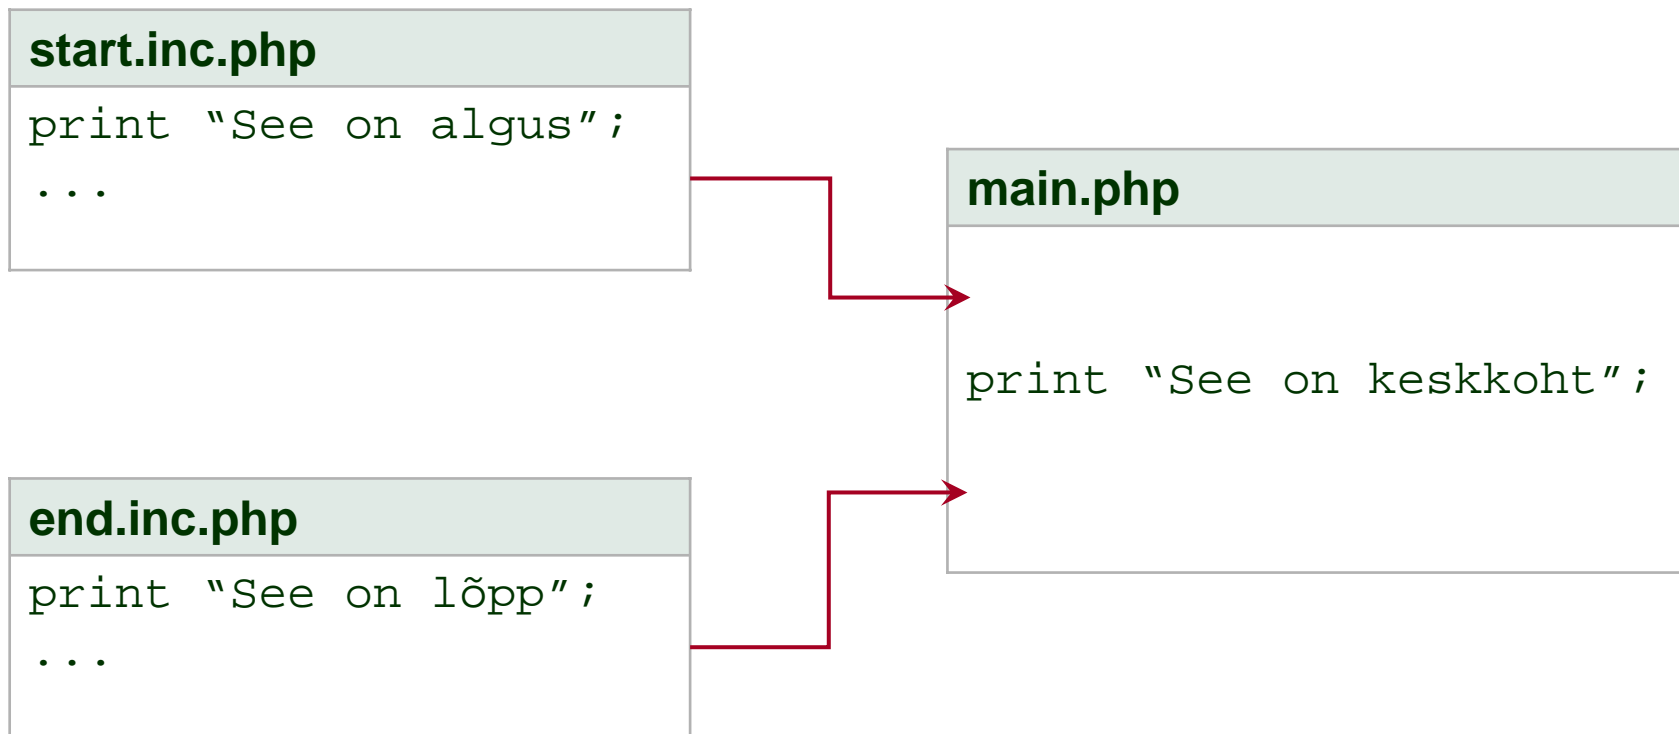 start.inc.php
print “See on algus”;
...
main.php
print “See on keskkoht”;
end.inc.php
print “See on lõpp”;
...